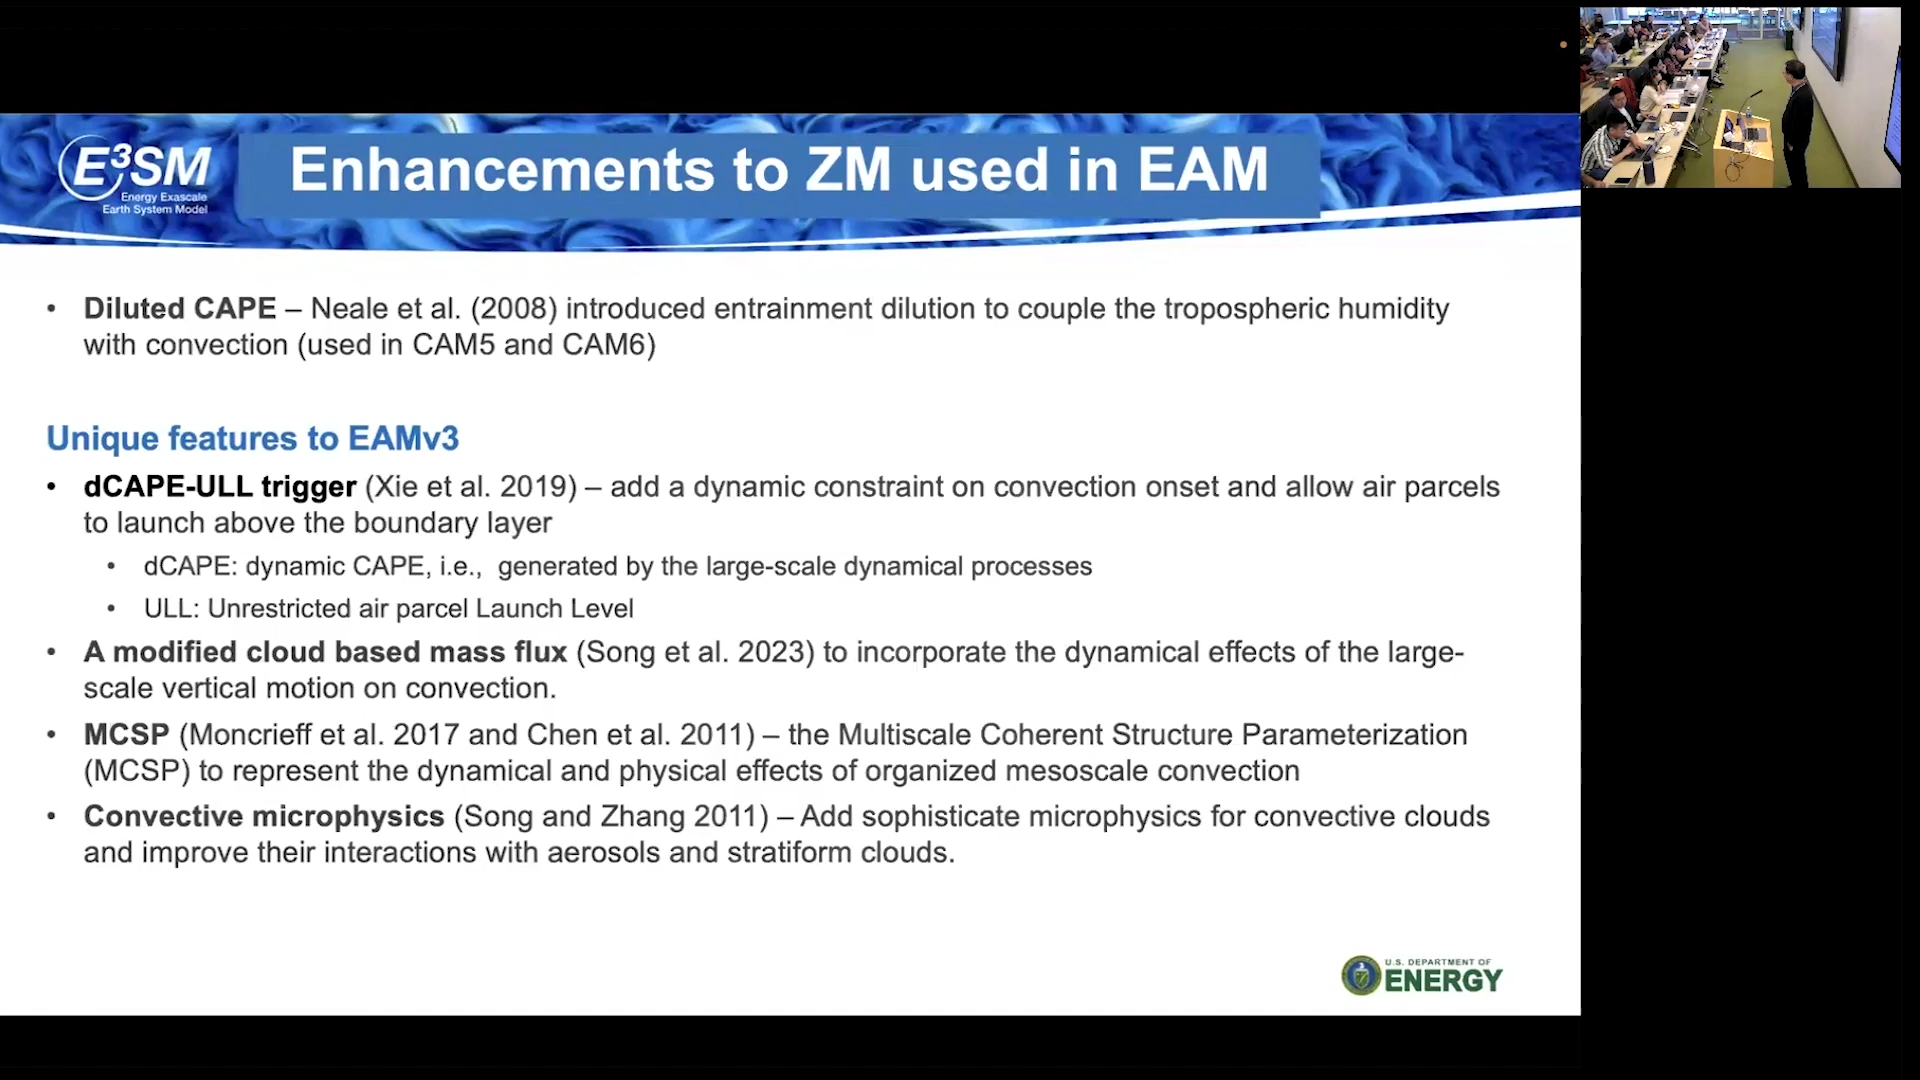 E3SM
Energy Exascale
Earth System Model
Enhancements to ZM used in EAM
• Diluted CAPE – Neale et al. (2008) introduced entrainment dilution to couple the tropospheric humidity
with convection (used in CAM5 and CAM6)
Unique features to EAMv3
• dCAPE-ULL trigger (Xie et al. 2019) – add a dynamic constraint on convection onset and allow air parcels
to launch above the boundary layer
• dCAPE: dynamic CAPE, i.e., generated by the large-scale dynamical processes
• ULL: Unrestricted air parcel Launch Level
• A modified cloud based mass flux (Song et al. 2023) to incorporate the dynamical effects of the large-
scale vertical motion on convection.
• MCSP (Moncrieff et al. 2017 and Chen et al. 2011) – the Multiscale Coherent Structure Parameterization
(MCSP) to represent the dynamical and physical effects of organized mesoscale convection
• Convective microphysics (Song and Zhang 2011) – Add sophisticate microphysics for convective clouds
and improve their interactions with aerosols and stratiform clouds.
U.S. DEPARTMENT OF
ENERGY